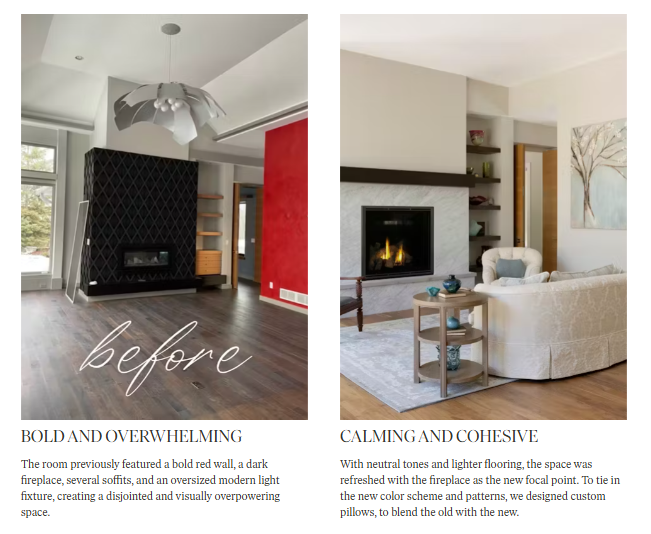 before
BOLD AND OVERWHELMING
The room previously featured a bold red wall, a dark
fireplace, several soffits, and an oversized modern light
fixture, creating a disjointed and visually overpowering
space.
CALMING AND COHESIVE
With neutral tones and lighter flooring, the space was
refreshed with the fireplace as the new focal point. To tie in
the new color scheme and patterns, we designed custom
pillows, to blend the old with the new.